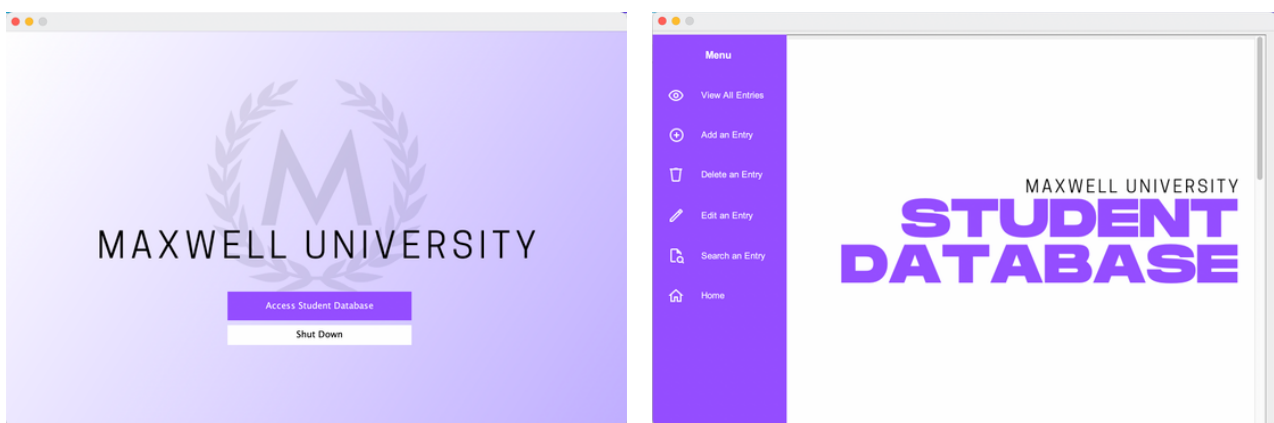 M
MAXWELL UNIVERSITY
Access Student Database
Shut Down
Menu
View All Entries
Add an Entry
Delete an Entry
Edit an Entry
Search an Entry
Home
MAXWELL UNIVERSITY
STUDENT
DATABASE